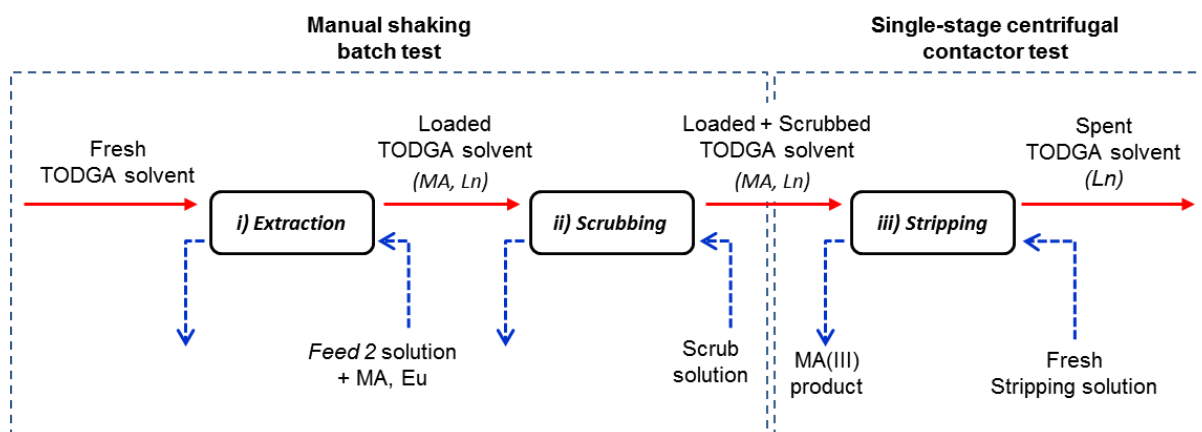 Manual shaking
batch test
Single-stage centrifugal
contactor test
Fresh
TODGA solvent
Loaded
TODGA solvent
(MA, Ln)
Loaded + Scrubbed
TODGA solvent
(MA, Ln)
Spent
TODGA solvent
(Ln)
i) Extraction
ii) Scrubbing
iii) Stripping
Feed 2 solution
+ MA, Eu
Scrub
solution
MA(III)
product
Fresh
Stripping solution